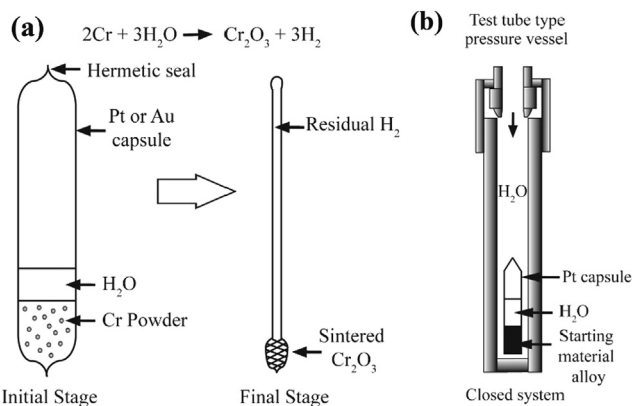 (a)
2Cr + 3H₂O → Cr₂O₃ + 3H₂
Hermetic seal
Pt or Au
capsule
H₂O
Cr Powder
Initial Stage
Residual H₂
Sintered
Cr₂O₃
Final Stage
(b)
Test tube type
pressure vessel
H₂O
Pt capsule
H₂O
Starting
material
alloy
Closed system